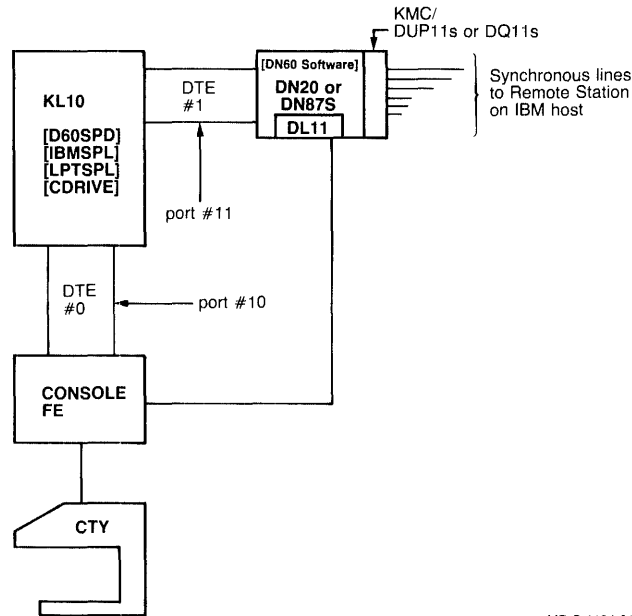 KMC/
DUP11s or DQ11s
[DN60 Software]
DN20 or
DN87S
DL11
Synchronous lines
to Remote Station
on IBM host
KL10
[D60SPD]
[IBMSPL]
[LPTSPL]
[CDRIVE]
DTE
#1
port #11
DTE
#0
port #10
CONSOLE
FE
CTY